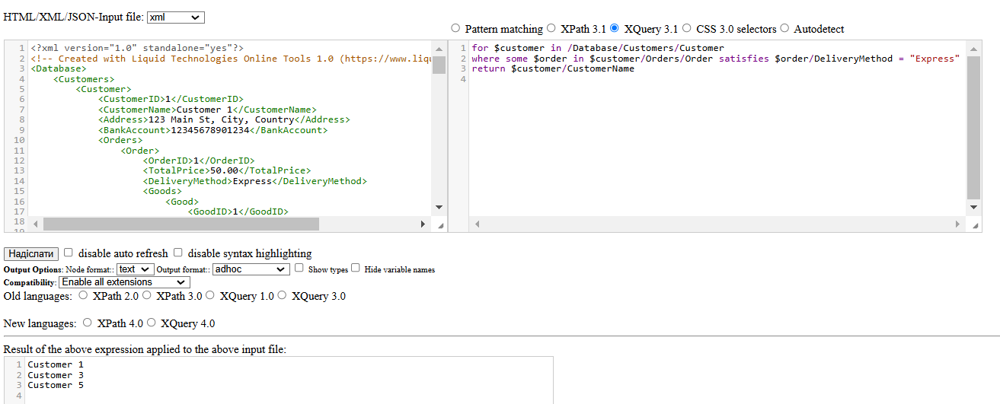 HTML/XML/JSON-Input file: xml
Pattern matching XPath 3.1 XQuery 3.1 CSS 3.0 selectors Autodetect
1 <?xml version="1.0" standalone="yes"?>
2 <!-- Created with Liquid Technologies Online Tools 1.0 (https://www.liqu
3 <Database>
4 <Customers>
5 <Customer>
6 <CustomerID>1</CustomerID>
7 <CustomerName>Customer 1</CustomerName>
8 <Address>123 Main St, City, Country</Address>
9 <BankAccount>12345678901234</BankAccount>
10 <Orders>
11 <Order>
12 <OrderID>1</OrderID>
13 <TotalPrice>50.00</TotalPrice>
14 <DeliveryMethod>Express</DeliveryMethod>
15 <Goods>
16 <Good>
17 <GoodID>1</GoodID>
18
19
1 for $customer in /Database/Customers/Customer
2 where some $order in $customer/Orders/Order satisfies $order/DeliveryMethod = "Express"
3 return $customer/CustomerName
4
Надіслати disable auto refresh disable syntax highlighting
Output Options: Node format:: text Output format:: adhoc Show types Hide variable names
Compatibility: Enable all extensions
Old languages: XPath 2.0 XPath 3.0 XQuery 1.0 XQuery 3.0
New languages: XPath 4.0 XQuery 4.0
Result of the above expression applied to the above input file:
1 Customer 1
2 Customer 3
3 Customer 5
4